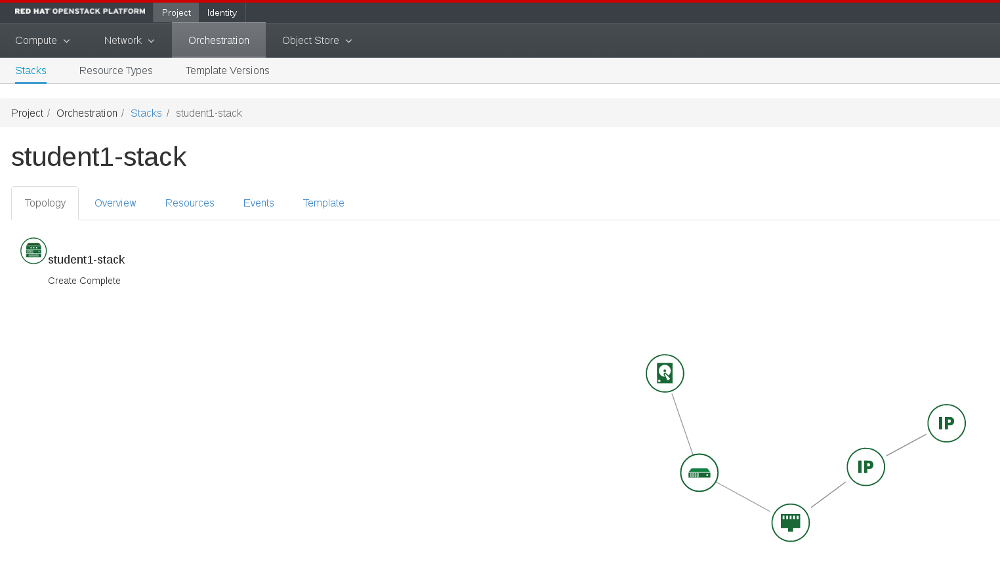 RED HAT OPENSTACK PLATFORM Project Identity
Compute Network Orchestration Object Store
Stacks Resource Types Template Versions
Project / Orchestration / Stacks / student1-stack
student1-stack
Topology Overview Resources Events Template
student1-stack
Create Complete
IP
IP